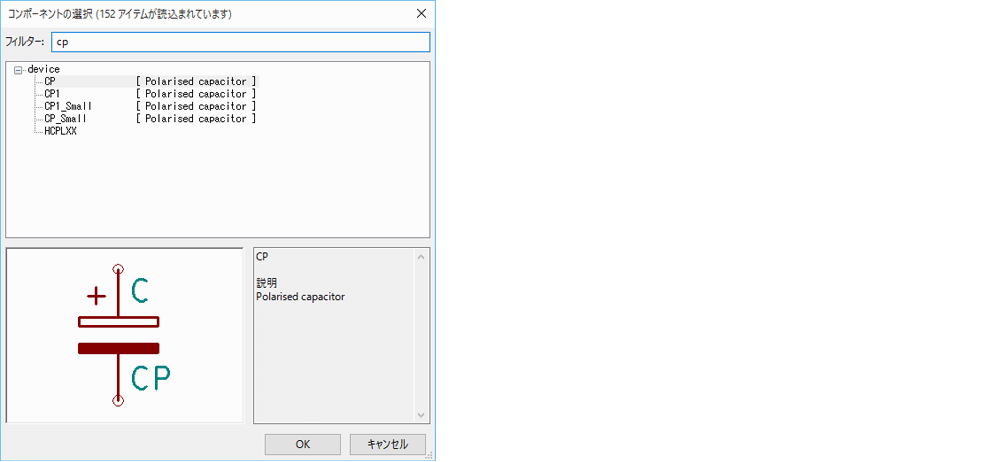 コンポーネントの選択 (152 アイテムが読込まれています)
フィルター: cp
device
CP [ Polarised capacitor ]
CP1 [ Polarised capacitor ]
CP1_Small [ Polarised capacitor ]
CP_Small [ Polarised capacitor ]
HCPLXX
+ C
CP
CP
説明
Polarised capacitor
OK キャンセル